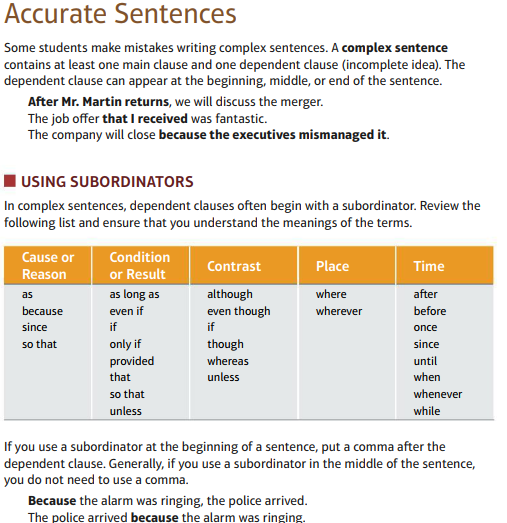 Accurate Sentences
Some students make mistakes writing complex sentences. A complex sentence
contains at least one main clause and one dependent clause (incomplete idea). The
dependent clause can appear at the beginning, middle, or end of the sentence.
After Mr. Martin returns, we will discuss the merger.
The job offer that I received was fantastic.
The company will close because the executives mismanaged it.
USING SUBORDINATORS
In complex sentences, dependent clauses often begin with a subordinator. Review the
following list and ensure that you understand the meanings of the terms.
Cause or
Reason
Condition
or Result
Contrast
Place
Time
as
because
since
so that
as long as
even if
if
only if
provided
that
so that
unless
although
even though
if
though
whereas
unless
where
wherever
after
before
once
since
until
when
whenever
while
If you use a subordinator at the beginning of a sentence, put a comma after the
dependent clause. Generally, if you use a subordinator in the middle of the sentence,
you do not need to use a comma.
Because the alarm was ringing, the police arrived.
The police arrived because the alarm was ringing.